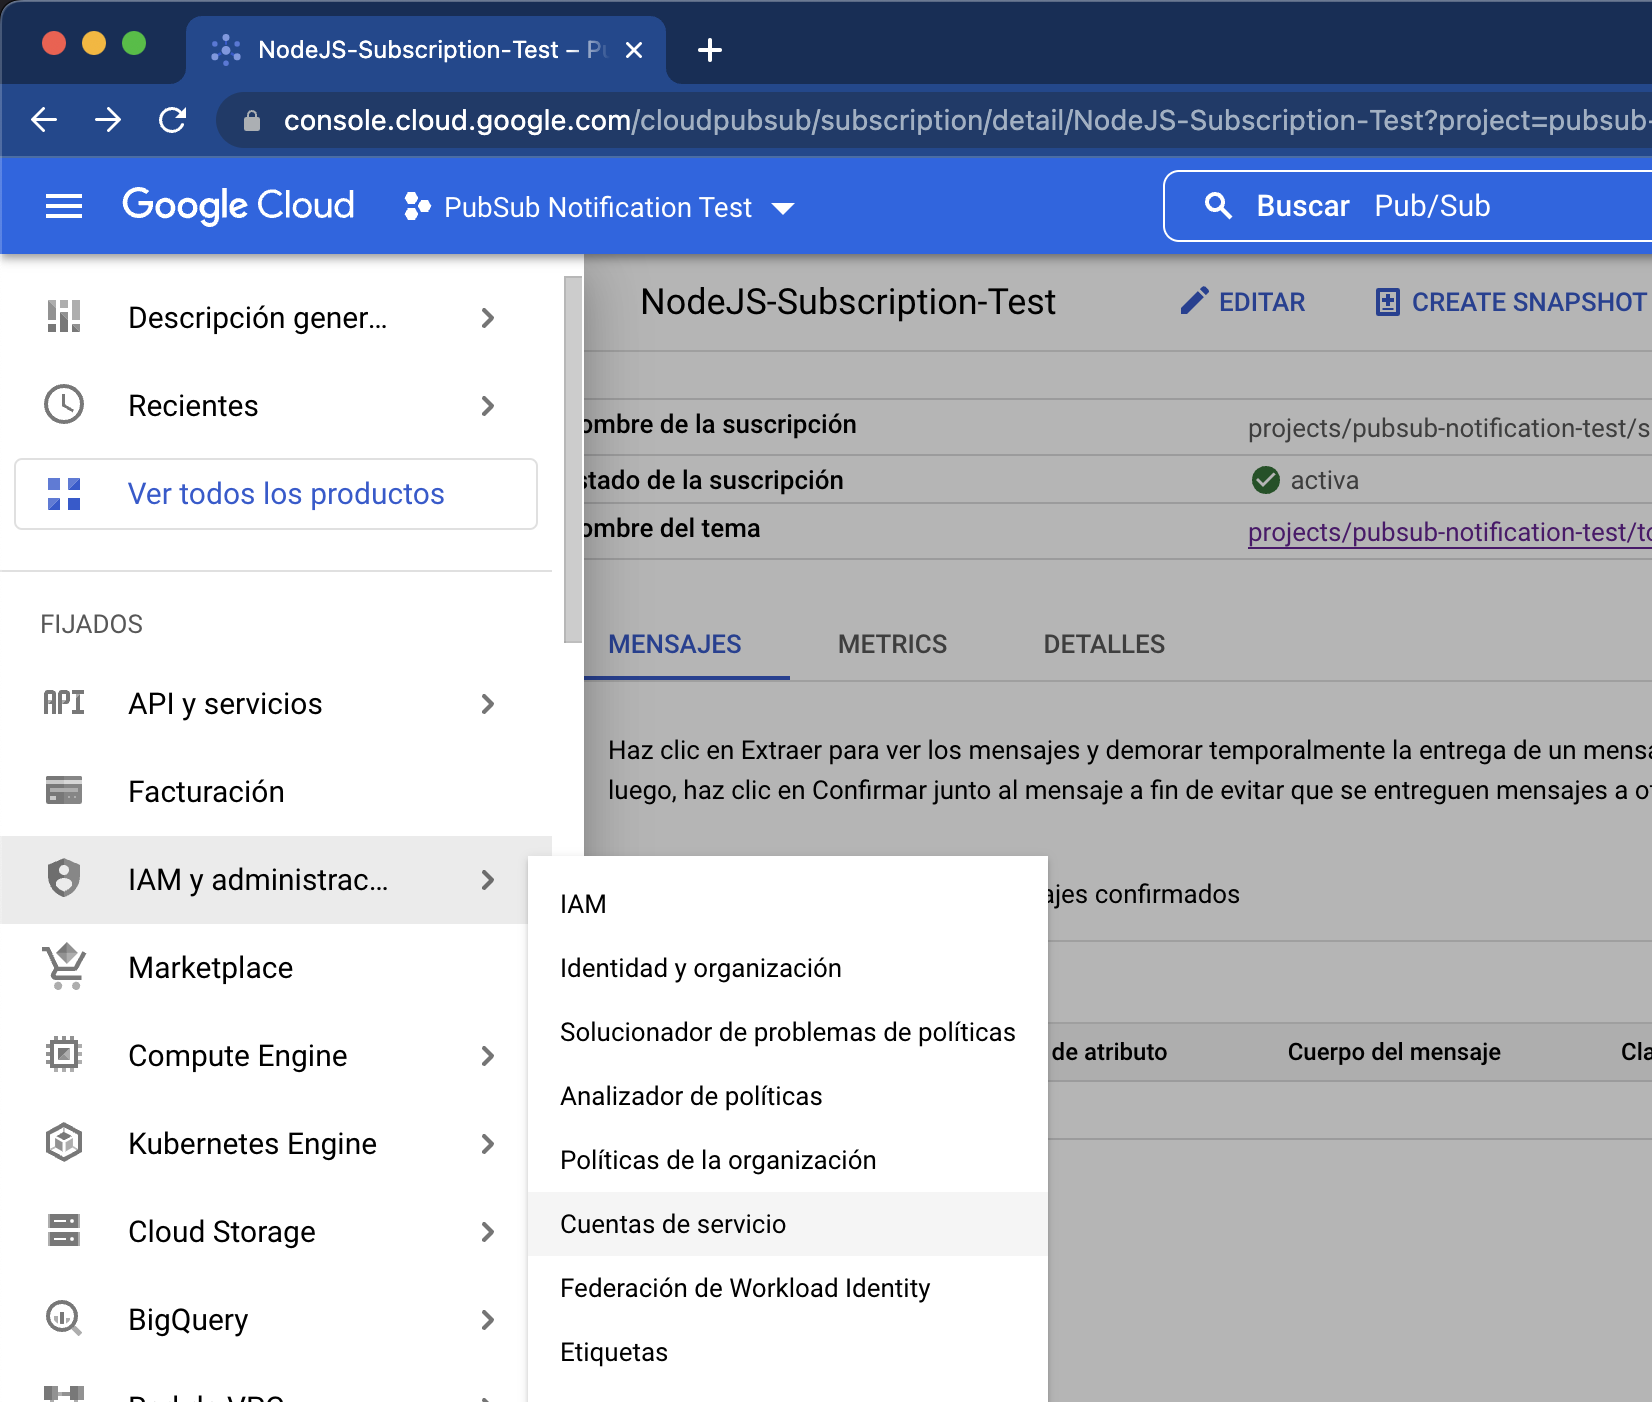 NodeJS-Subscription-Test – Pu
console.cloud.google.com/cloudpubsub/subscription/detail/NodeJS-Subscription-Test?project=pubsub-
Google Cloud
PubSub Notification Test
Buscar Pub/Sub
Descripción gener...
Recientes
Ver todos los productos
FIJADOS
API y servicios
Facturación
IAM y administrac...
Marketplace
Compute Engine
Kubernetes Engine
Cloud Storage
BigQuery
IAM
Identidad y organización
Solucionador de problemas de políticas
Analizador de políticas
Políticas de la organización
Cuentas de servicio
Federación de Workload Identity
Etiquetas
NodeJS-Subscription-Test
EDITAR
CREATE SNAPSHOT
ombre de la suscripción projects/pubsub-notification-test/s
stado de la suscripción activa
ombre del tema projects/pubsub-notification-test/to
MENSAJES METRICS DETALLES
Haz clic en Extraer para ver los mensajes y demorar temporalmente la entrega de un mensa
luego, haz clic en Confirmar junto al mensaje a fin de evitar que se entreguen mensajes a ot
ajes confirmados
de atributo Cuerpo del mensaje Cla